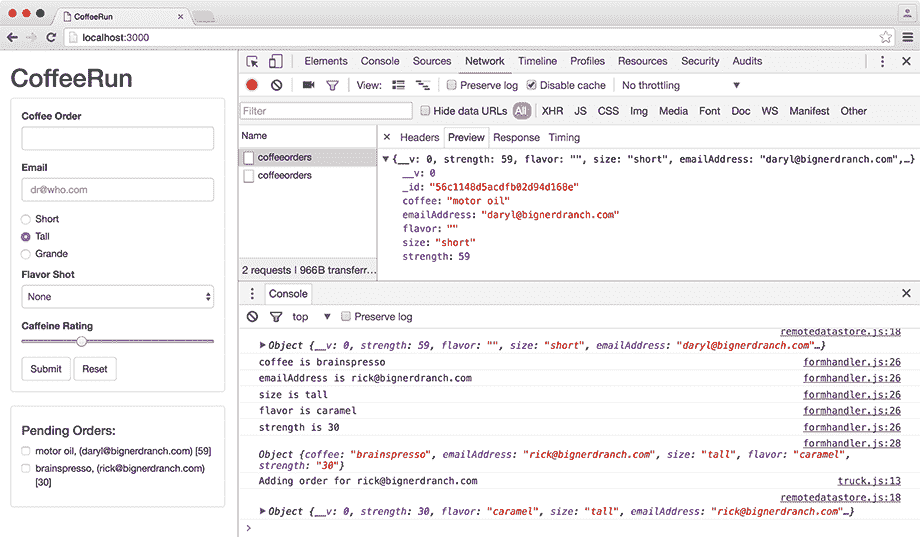 CoffeeRun
localhost:3000
CoffeeRun
Coffee Order
Email
dr@who.com
Short
Tall
Grande
Flavor Shot
None
Caffeine Rating
Submit Reset
Pending Orders:
motor oil, (daryl@bignerdranch.com) [59]
brainspresso, (rick@bignerdranch.com)
[30]
Elements Console Sources Network Timeline Profiles Resources Security Audits
View: Preserve log Disable cache No throttling
Filter Hide data URLs All XHR JS CSS Img Media Font Doc WS Manifest Other
Name
coffeeorders
coffeeorders
2 requests | 966B transferr...
Headers Preview Response Timing
{__v: 0, strength: 59, flavor: "", size: "short", emailAddress: "daryl@bignerdranch.com",…}
__v: 0
_id: "56c1148d5acdfb02d94d168e"
coffee: "motor oil"
emailAddress: "daryl@bignerdranch.com"
flavor: ""
size: "short"
strength: 59
Console
top Preserve log
remotedatastore.js:18
Object {__v: 0, strength: 59, flavor: "", size: "short", emailAddress: "daryl@bignerdranch.com"…}
coffee is brainspresso formhandler.js:26
emailAddress is rick@bignerdranch.com formhandler.js:26
size is tall formhandler.js:26
flavor is caramel formhandler.js:26
strength is 30 formhandler.js:26
formhandler.js:28
Object {coffee: "brainspresso", emailAddress: "rick@bignerdranch.com", size: "tall", flavor: "caramel",
strength: "30"}
Adding order for rick@bignerdranch.com truck.js:13
remotedatastore.js:18
Object {__v: 0, strength: 30, flavor: "caramel", size: "tall", emailAddress: "rick@bignerdranch.com"…}